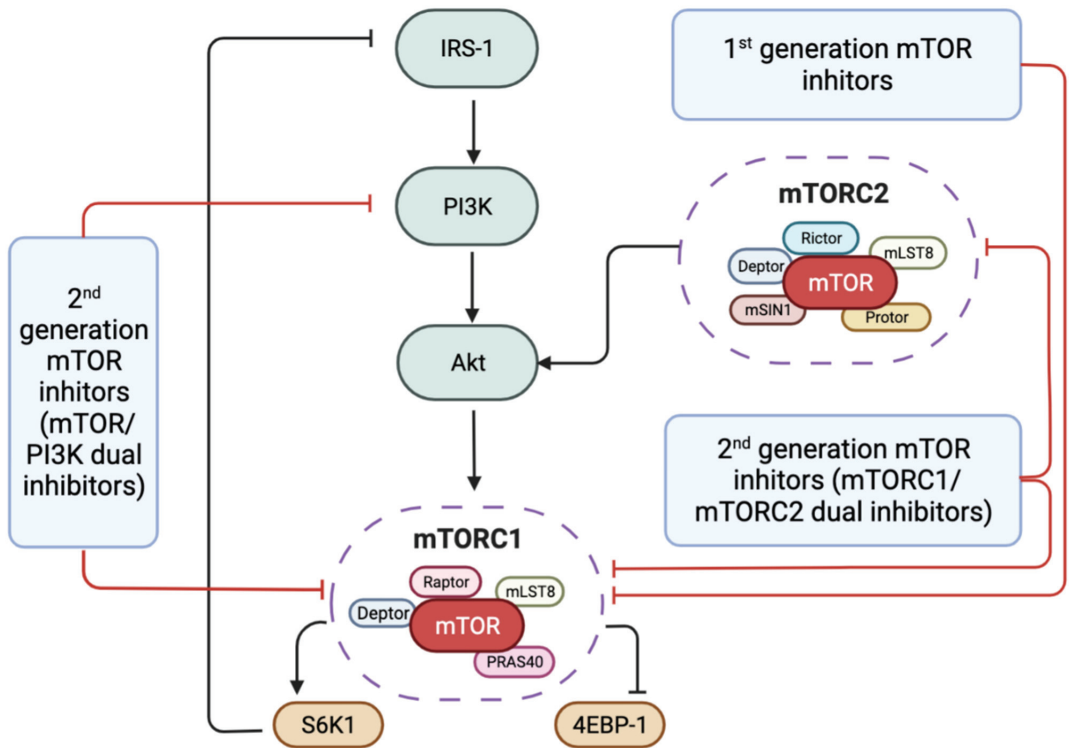 IRS-1
1st generation mTOR
inhitors
PI3K
mTORC2
Rictor
mLST8
Deptor
mTOR
mSIN1
Protor
2nd
generation
mTOR
inhitors
(mTOR/
PI3K dual
inhibitors)
Akt
2nd generation mTOR
inhitors (mTORC1/
mTORC2 dual inhibitors)
mTORC1
Raptor
mLST8
Deptor
mTOR
PRAS40
S6K1
4EBP-1